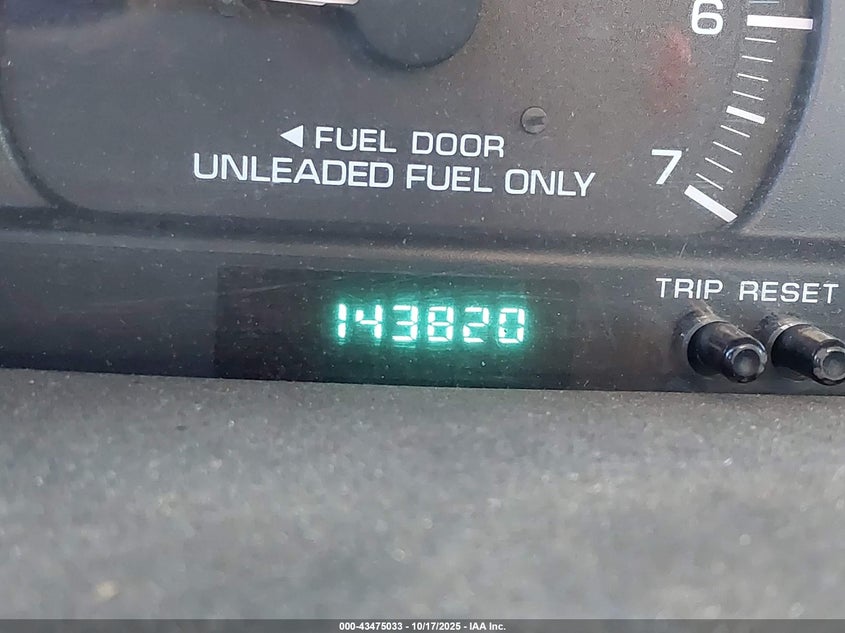 6
◀ FUEL DOOR
UNLEADED FUEL ONLY
7
TRIP RESET
143820
000-43475033 - 10/17/2025 - IAA Inc.